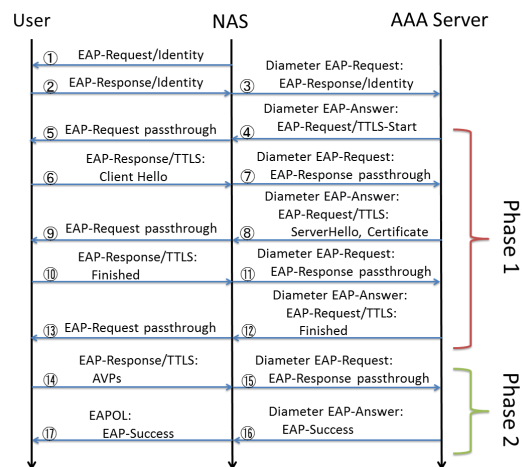 User NAS AAA Server
① EAP-Request/Identity
② EAP-Response/Identity
Diameter EAP-Request:
③ EAP-Response/Identity
Diameter EAP-Answer:
④ EAP-Request/TTLS-Start
⑤ EAP-Request passthrough
EAP-Response/TTLS:
⑥ Client Hello
Diameter EAP-Request:
⑦ EAP-Response passthrough
Diameter EAP-Answer:
EAP-Request/TTLS:
⑧ ServerHello, Certificate
⑨ EAP-Request passthrough
EAP-Response/TTLS:
⑩ Finished
Diameter EAP-Request:
⑪ EAP-Response passthrough
Diameter EAP-Answer:
EAP-Request/TTLS:
⑫ Finished
⑬ EAP-Request passthrough
Phase 1
EAP-Response/TTLS:
⑭ AVPs
Diameter EAP-Request:
⑮ EAP-Response passthrough
Diameter EAP-Answer:
⑯ EAP-Success
EAPOL:
⑰ EAP-Success
Phase 2